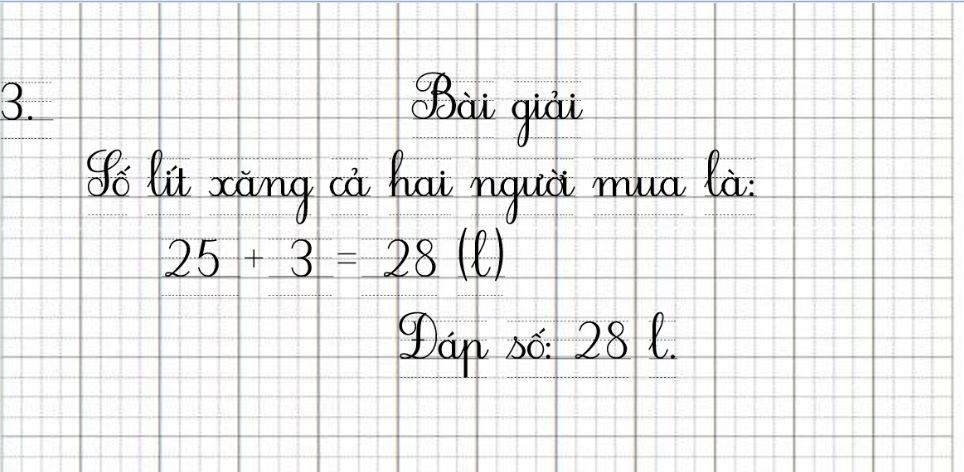 3. Bài giải
Số lít xăng cả hai người mua là:
25 + 3 = 28 (l)
Đáp số: 28 l.